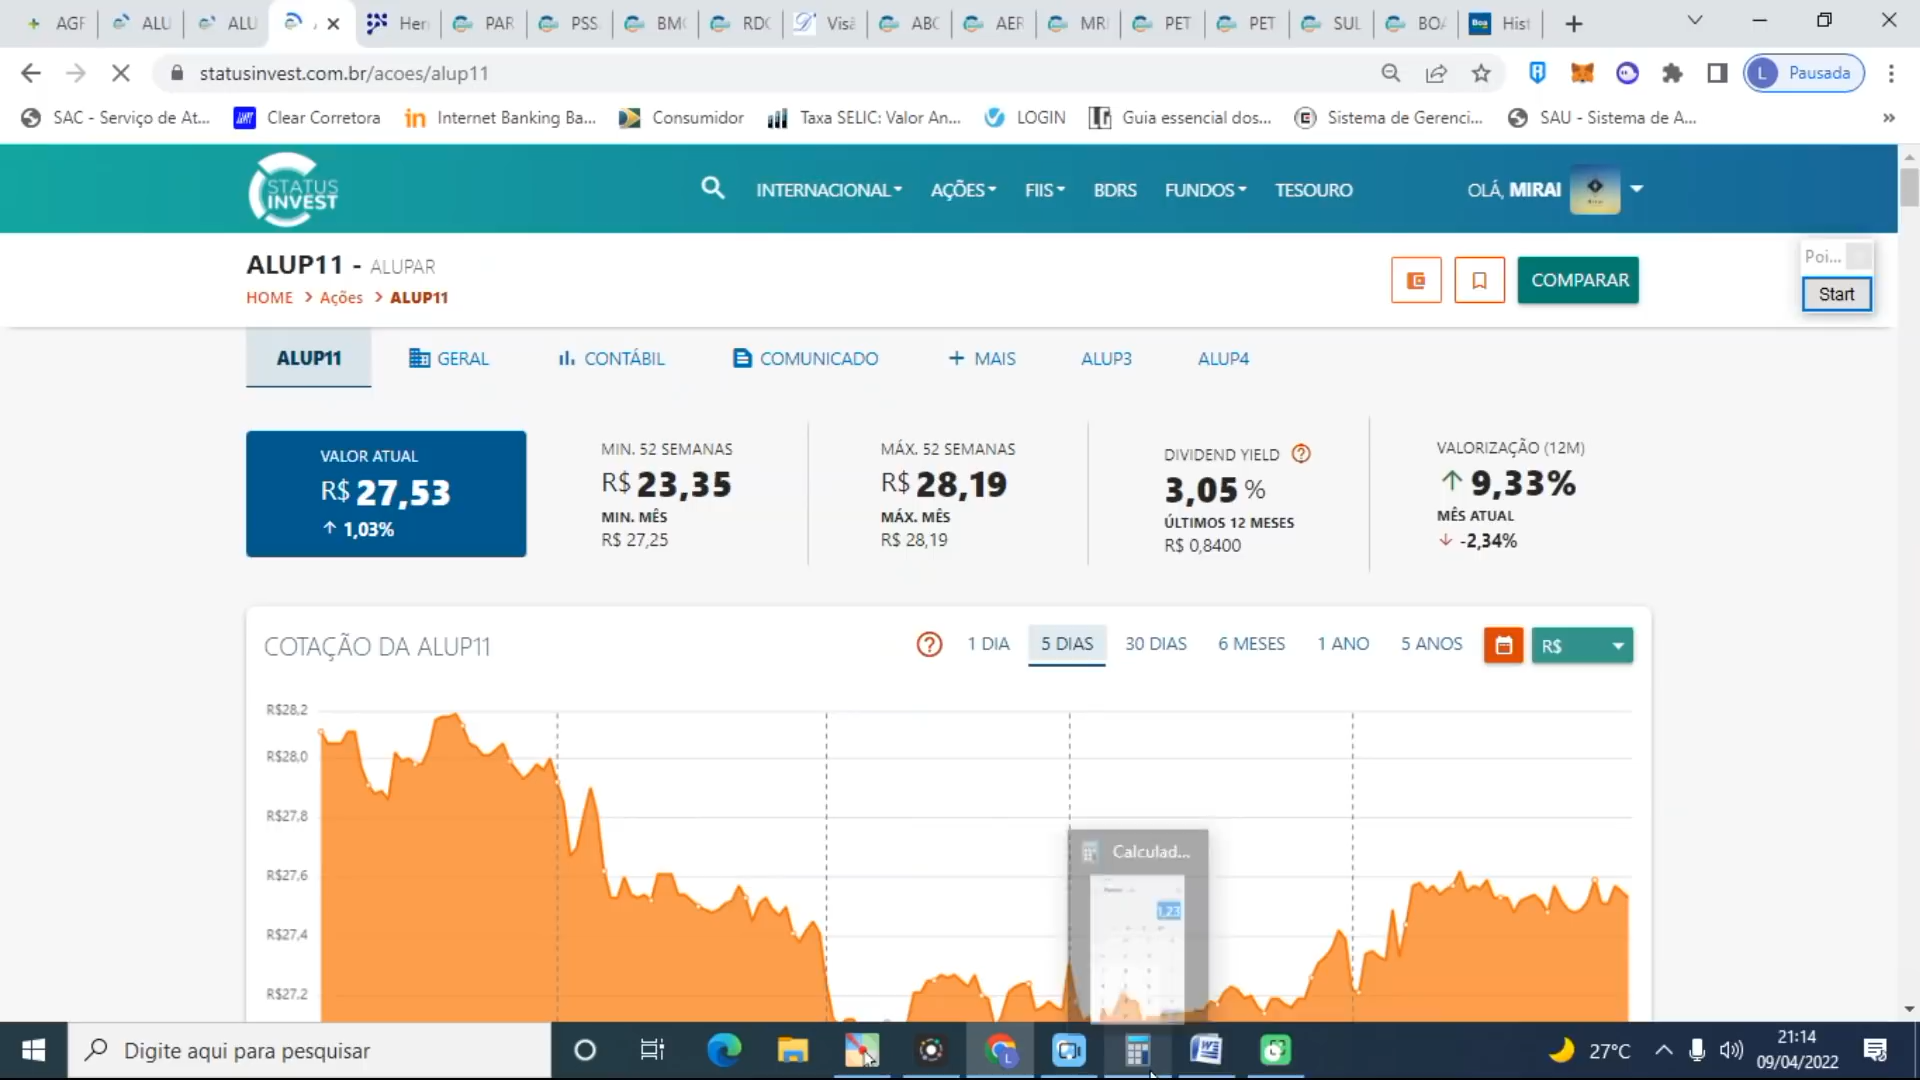 AGF
ALU
ALU
Her
PAR
PSS
BM
RD
Visã
ABC
AER
MR
PET
PET
SUL
BOA
Hist
statusinvest.com.br/acoes/alup11
L Pausada
SAC - Serviço de At...
Clear Corretora
in Internet Banking Ba...
Consumidor
Taxa SELIC: Valor An...
LOGIN
Guia essencial dos...
Sistema de Gerenci...
SAU - Sistema de A...
»
STATUS
INVEST
INTERNACIONAL
AÇÕES
FIIS
BDRS
FUNDOS
TESOURO
OLÁ, MIRAI
ALUP11 - ALUPAR
HOME > Ações > ALUP11
COMPARAR
Poi...
Start
ALUP11
GERAL
CONTÁBIL
COMUNICADO
+ MAIS
ALUP3
ALUP4
VALOR ATUAL
R$ 27,53
↑ 1,03%
MIN. 52 SEMANAS
R$ 23,35
MIN. MÊS
R$ 27,25
MÁX. 52 SEMANAS
R$ 28,19
MÁX. MÊS
R$ 28,19
DIVIDEND YIELD ?
3,05 %
ÚLTIMOS 12 MESES
R$ 0,8400
VALORIZAÇÃO (12M)
↑ 9,33%
MÊS ATUAL
↓ -2,34%
COTAÇÃO DA ALUP11
?
1 DIA
5 DIAS
30 DIAS
6 MESES
1 ANO
5 ANOS
R$
R$28,2
R$28,0
R$27,8
R$27,6
R$27,4
R$27,2
Calculad...
1,23
Digite aqui para pesquisar
27°C
21:14
09/04/2022